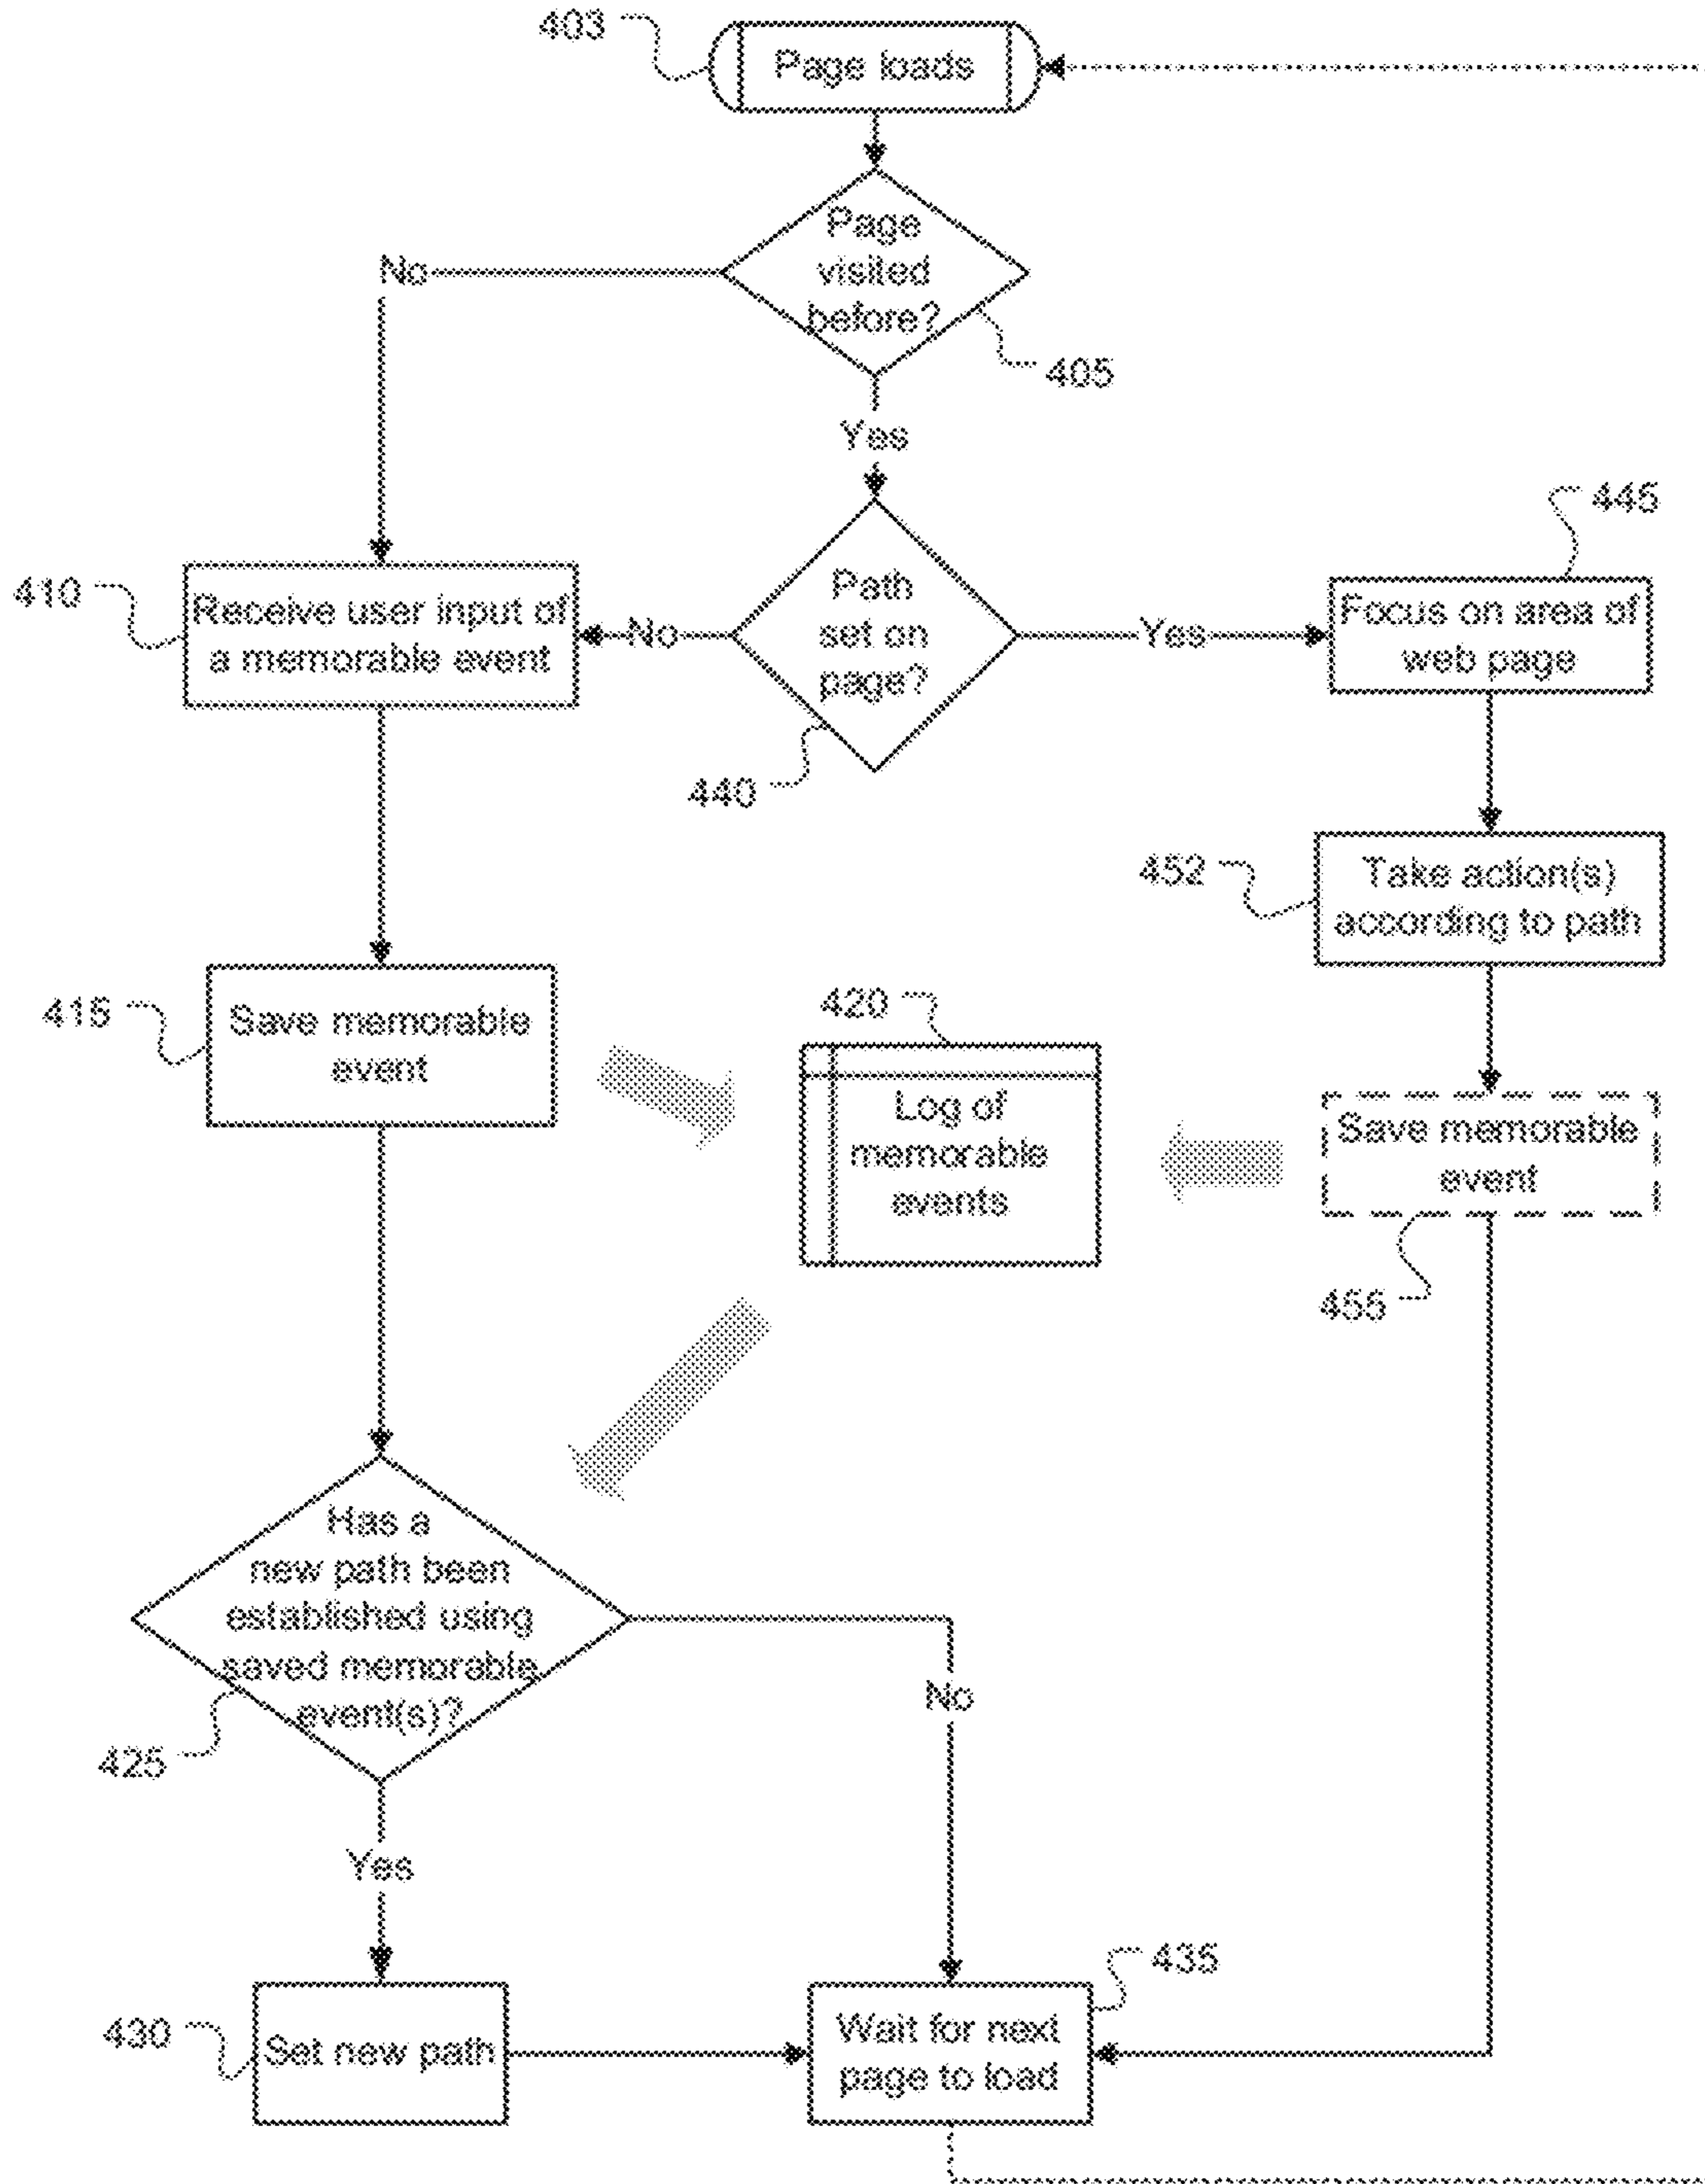 403
Page loads
Page
visited
before?
405
No
Yes
445
410
Receive user input of
a memorable event
No
Path
set on
page?
Yes
Focus on area of
web page
440
452
Take action(s)
according to path
415
Save memorable
event
420
Log of
memorable
events
Save memorable
event
455
Has a
new path been
established using
saved memorable
event(s)?
425
No
Yes
435
430
Set new path
Wait for next
page to load